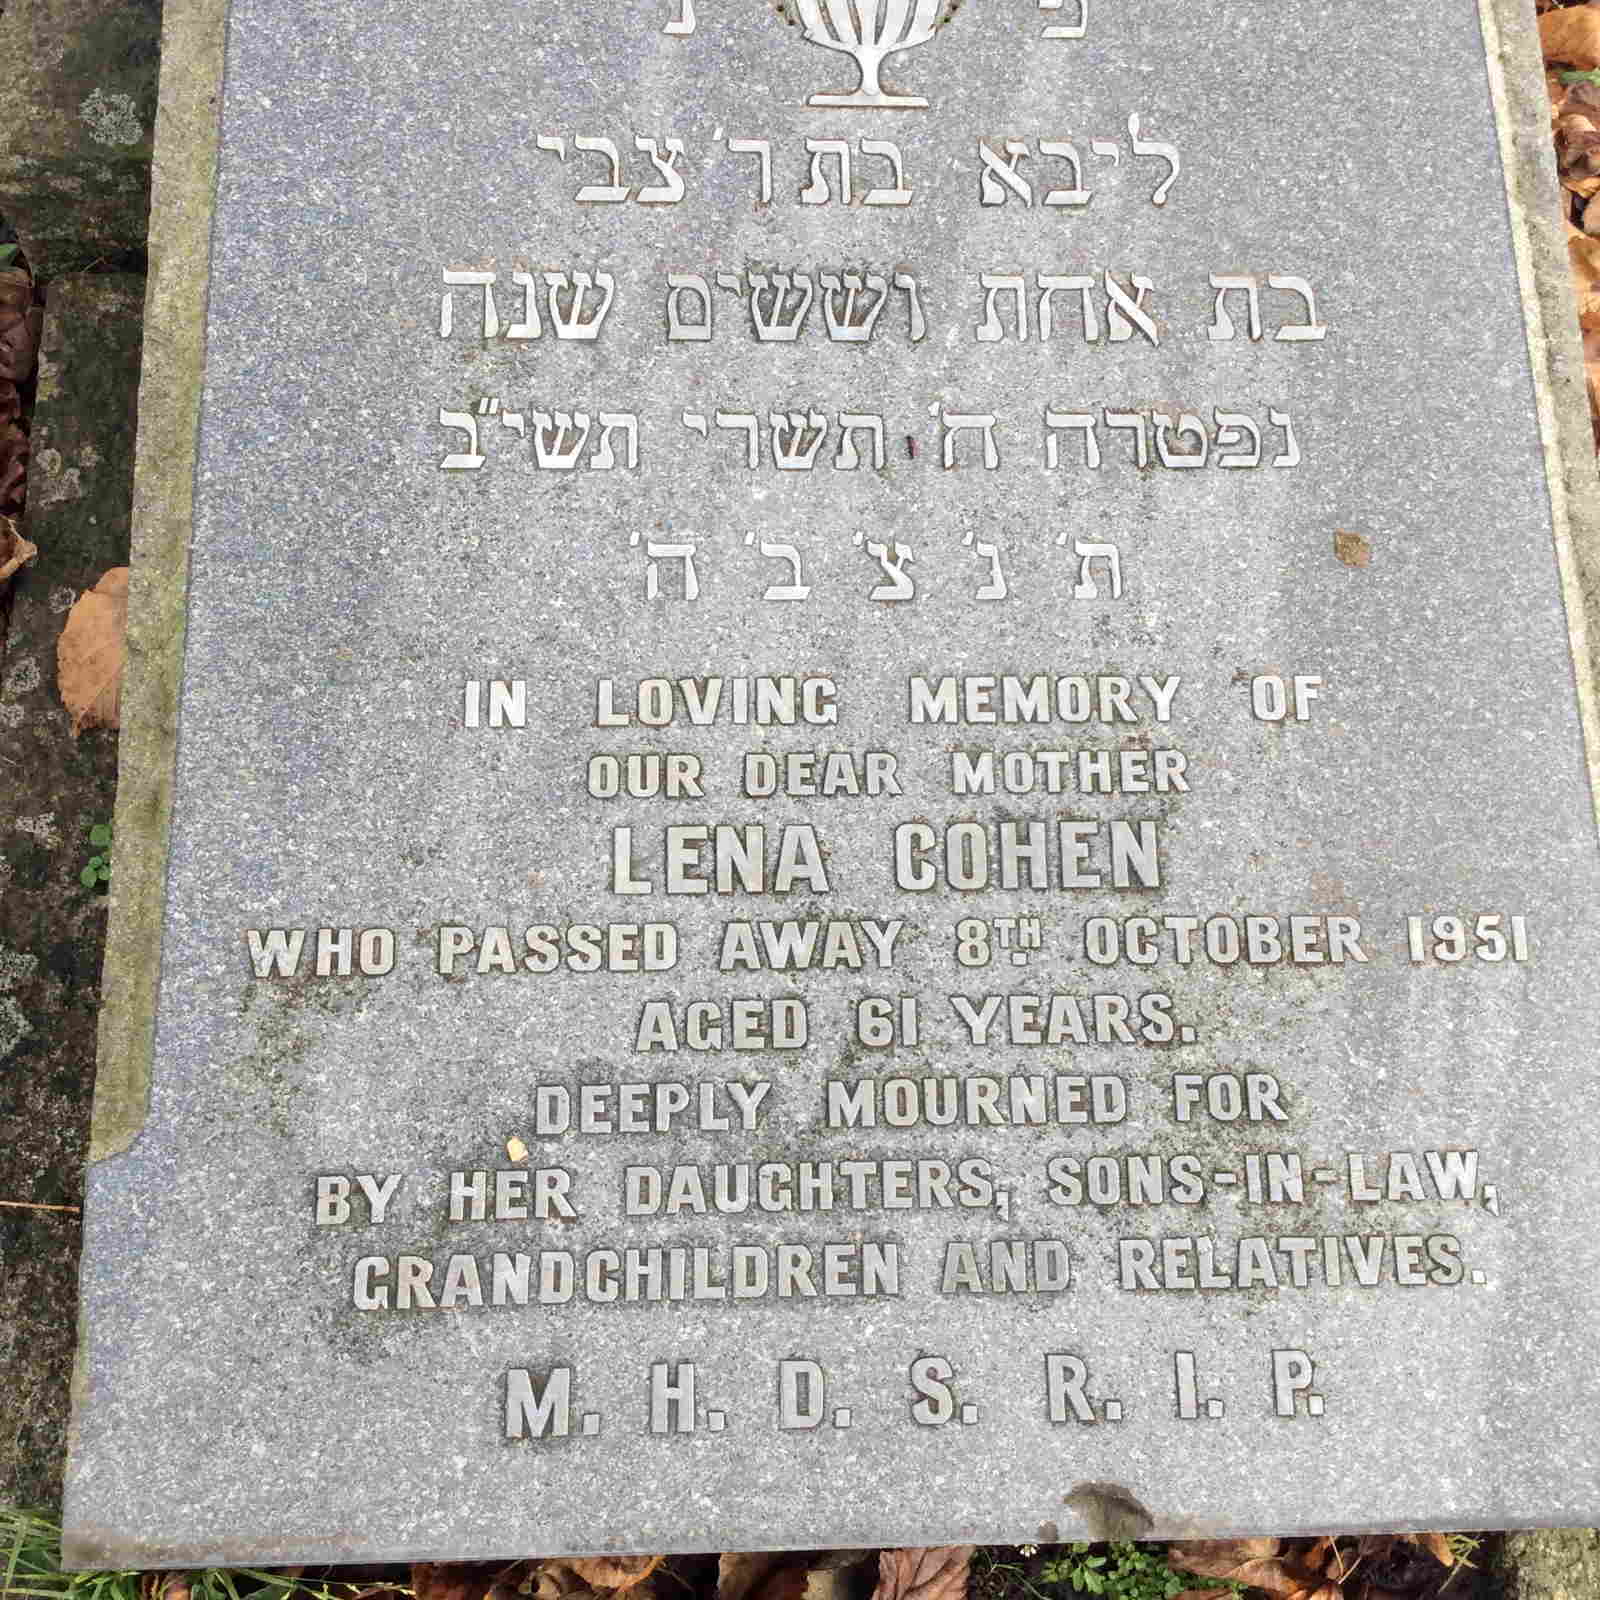 פ נ
ליבא בת ר' צבי
בת אחת וששים שנה
נפטרה ח' תשרי תשי"ב
ת' נ' צ' ב' ה'
IN LOVING MEMORY OF
OUR DEAR MOTHER
LENA COHEN
WHO PASSED AWAY 8TH. OCTOBER 1951
AGED 61 YEARS.
DEEPLY MOURNED FOR
BY HER DAUGHTERS, SONS-IN-LAW,
GRANDCHILDREN AND RELATIVES.
M. H. D. S. R. I. P.